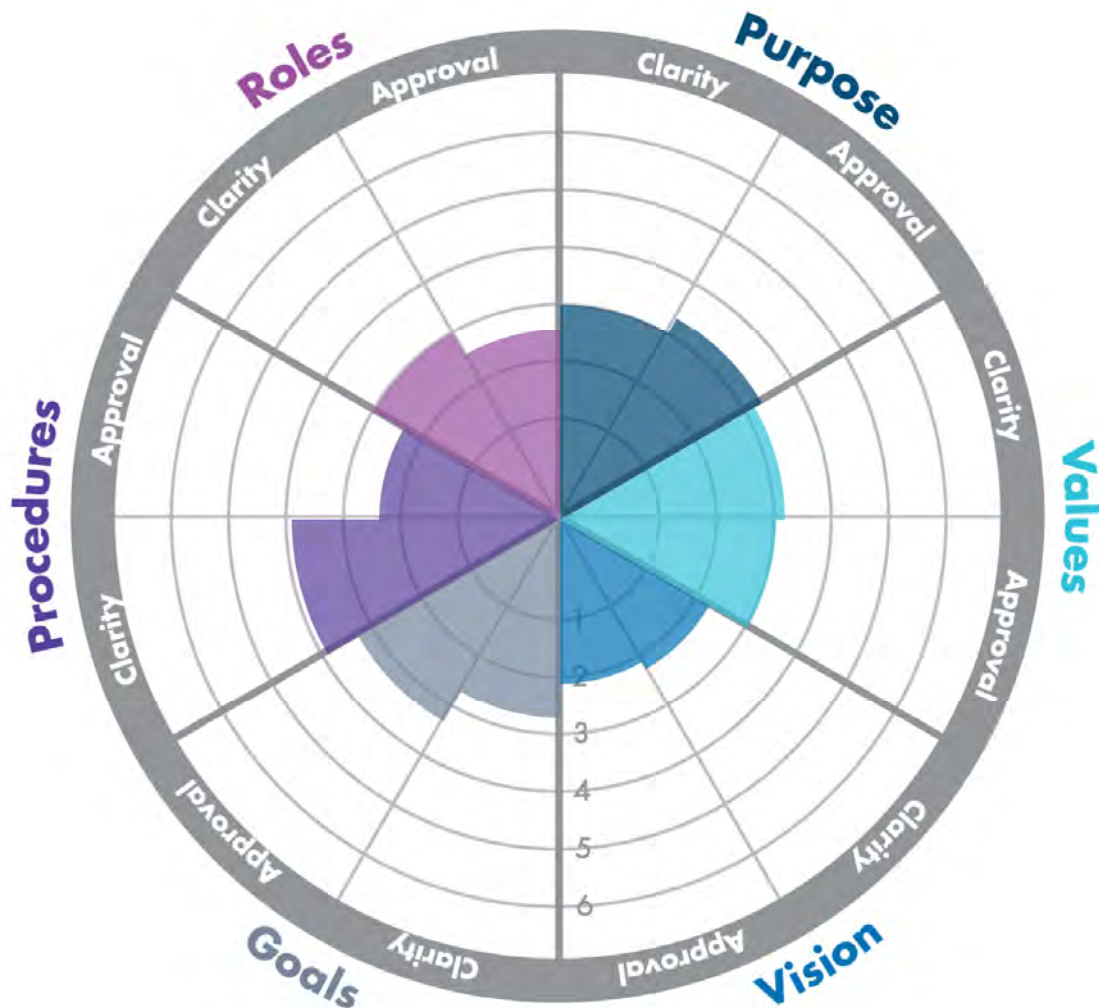 Purpose
Clarity
Approval
Values
Clarity
Approval
Vision
Clarity
Approval
Goals
Clarity
Approval
Procedures
Clarity
Approval
Roles
Clarity
Approval
1
2
3
4
5
6